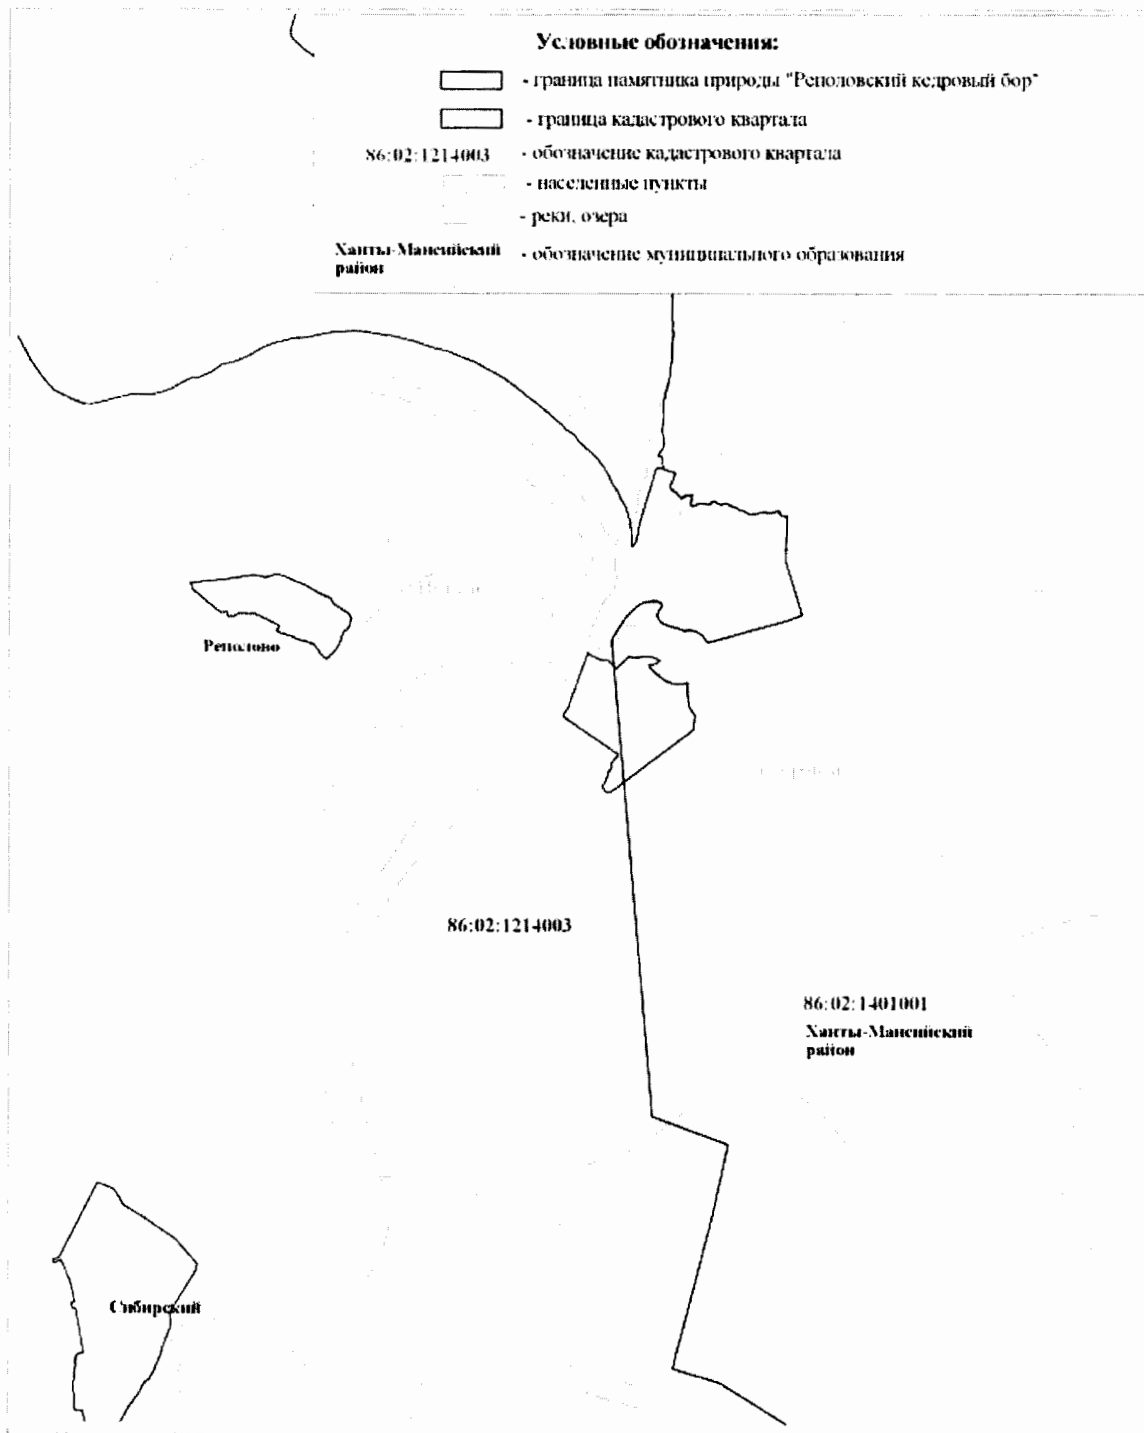 Условные обозначения:
- граница памятника природы "Реполовский кедровый бор"
- граница кадастрового квартала
86:02:1214003 - обозначение кадастрового квартала
- населенные пункты
- реки, озера
Ханты-Мансийский район - обозначение муниципального образования
Реполово
86:02:1214003
86:02:1401001
Ханты-Мансийский
район
Сибирский